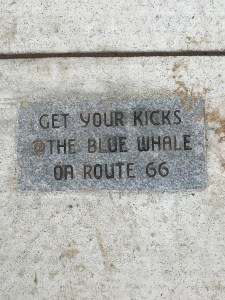 GET YOUR KICKS
@THE BLUE WHALE
ON ROUTE 66